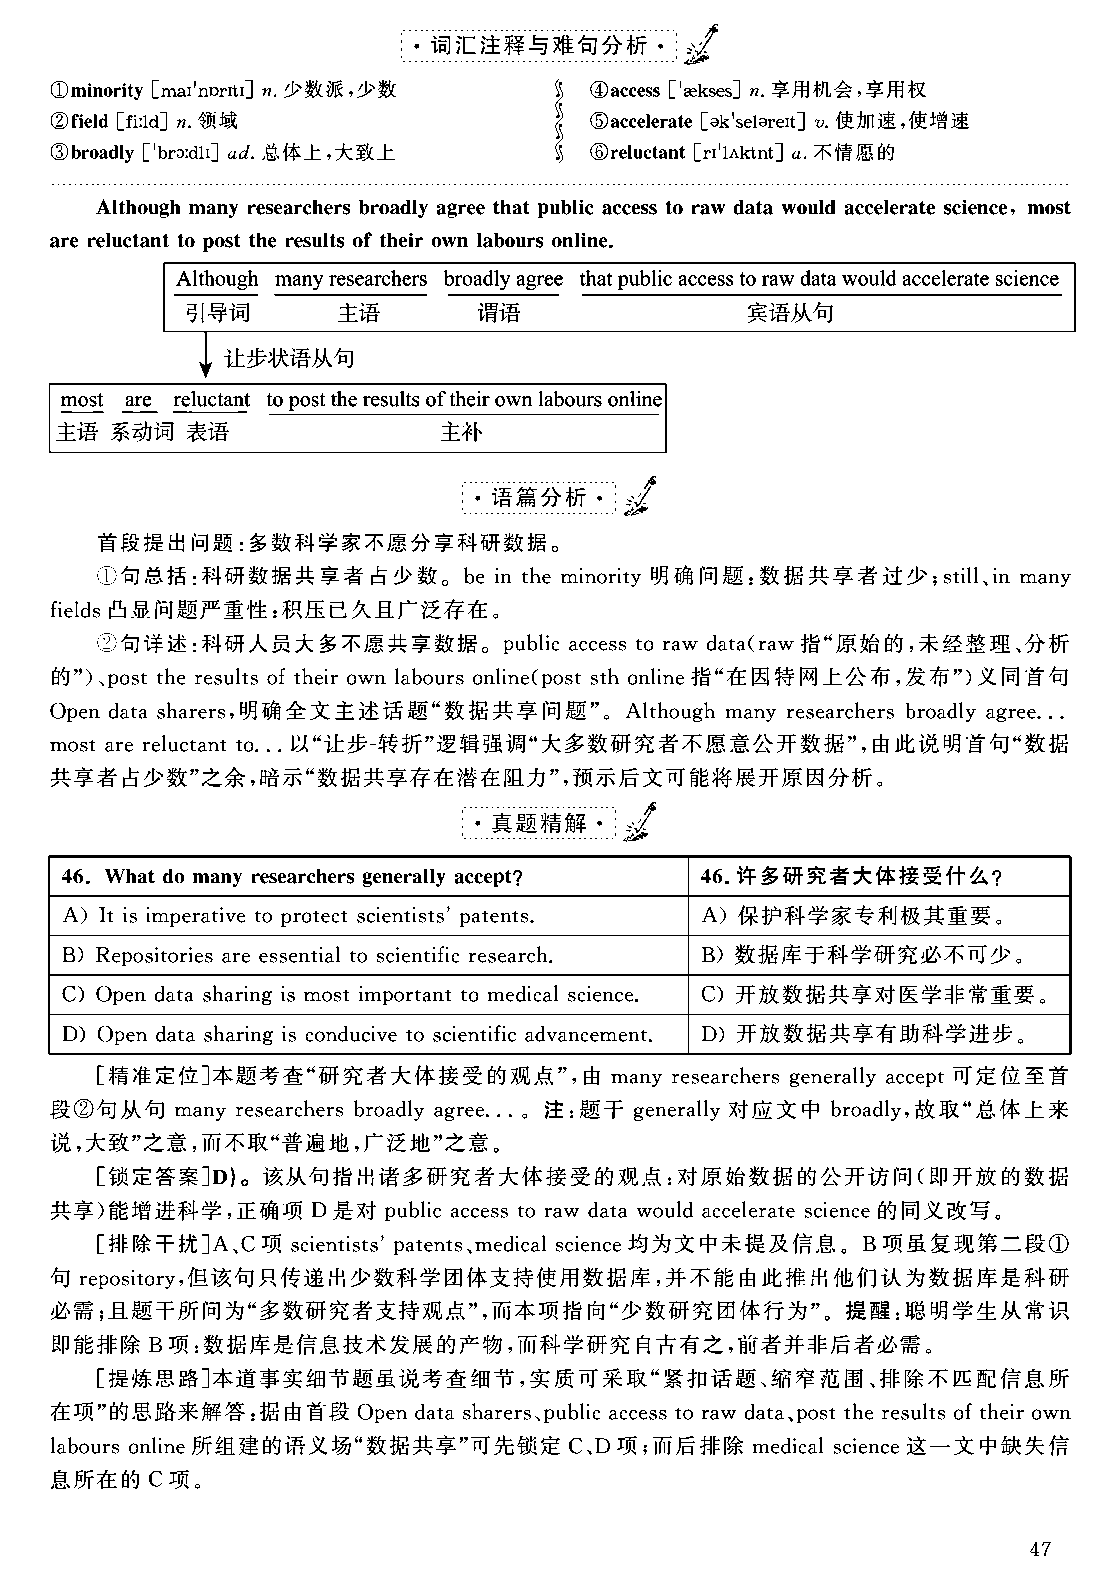 ·词汇注释与难句分析·
①minority [maɪ'nɒrɪtɪ] n. 少数派,少数
②field [fiːld] n. 领域
③broadly ['brɔːdlɪ] ad. 总体上,大致上
④access ['ækses] n. 享用机会,享用权
⑤accelerate [ək'seləreɪt] v. 使加速,使增速
⑥reluctant [rɪ'lʌktnt] a. 不情愿的
Although many researchers broadly agree that public access to raw data would accelerate science, most
are reluctant to post the results of their own labours online.
Although many researchers broadly agree that public access to raw data would accelerate science
引导词 主语 谓语 宾语从句
让步状语从句
most are reluctant to post the results of their own labours online
主语 系动词 表语 主补
·语篇分析·
首段提出问题:多数科学家不愿分享科研数据。
①句总括:科研数据共享者占少数。be in the minority 明确问题:数据共享者过少;still、in many
fields 凸显问题严重性:积压已久且广泛存在。
②句详述:科研人员大多不愿共享数据。public access to raw data(raw 指“原始的,未经整理、分析
的”)、post the results of their own labours online(post sth online 指“在因特网上公布,发布”)义同首句
Open data sharers,明确全文主述话题“数据共享问题”。Although many researchers broadly agree...
most are reluctant to... 以“让步-转折”逻辑强调“大多数研究者不愿意公开数据”,由此说明首句“数据
共享者占少数”之余,暗示“数据共享存在潜在阻力”,预示后文可能将展开原因分析。
·真题精解·
46. What do many researchers generally accept? 46.许多研究者大体接受什么?
A) It is imperative to protect scientists' patents. A) 保护科学家专利极其重要。
B) Repositories are essential to scientific research. B) 数据库于科学研究必不可少。
C) Open data sharing is most important to medical science. C) 开放数据共享对医学非常重要。
D) Open data sharing is conducive to scientific advancement. D) 开放数据共享有助科学进步。
[精准定位]本题考查“研究者大体接受的观点”,由 many researchers generally accept 可定位至首
段②句从句 many researchers broadly agree...。注:题干 generally 对应文中 broadly,故取“总体上来
说,大致”之意,而不取“普遍地,广泛地”之意。
[锁定答案]D)。该从句指出诸多研究者大体接受的观点:对原始数据的公开访问(即开放的数据
共享)能增进科学,正确项 D 是对 public access to raw data would accelerate science 的同义改写。
[排除干扰]A、C 项 scientists' patents、medical science 均为文中未提及信息。B 项虽复现第二段①
句 repository,但该句只传递出少数科学团体支持使用数据库,并不能由此推出他们认为数据库是科研
必需;且题干所问为“多数研究者支持观点”,而本项指向“少数研究团体行为”。提醒:聪明学生从常识
即能排除 B 项:数据库是信息技术发展的产物,而科学研究自古有之,前者并非后者必需。
[提炼思路]本道事实细节题虽说考查细节,实质可采取“紧扣话题、缩窄范围、排除不匹配信息所
在项”的思路来解答:据由首段 Open data sharers、public access to raw data、post the results of their own
labours online 所组建的语义场“数据共享”可先锁定 C、D 项;而后排除 medical science 这一文中缺失信
息所在的 C 项。
47